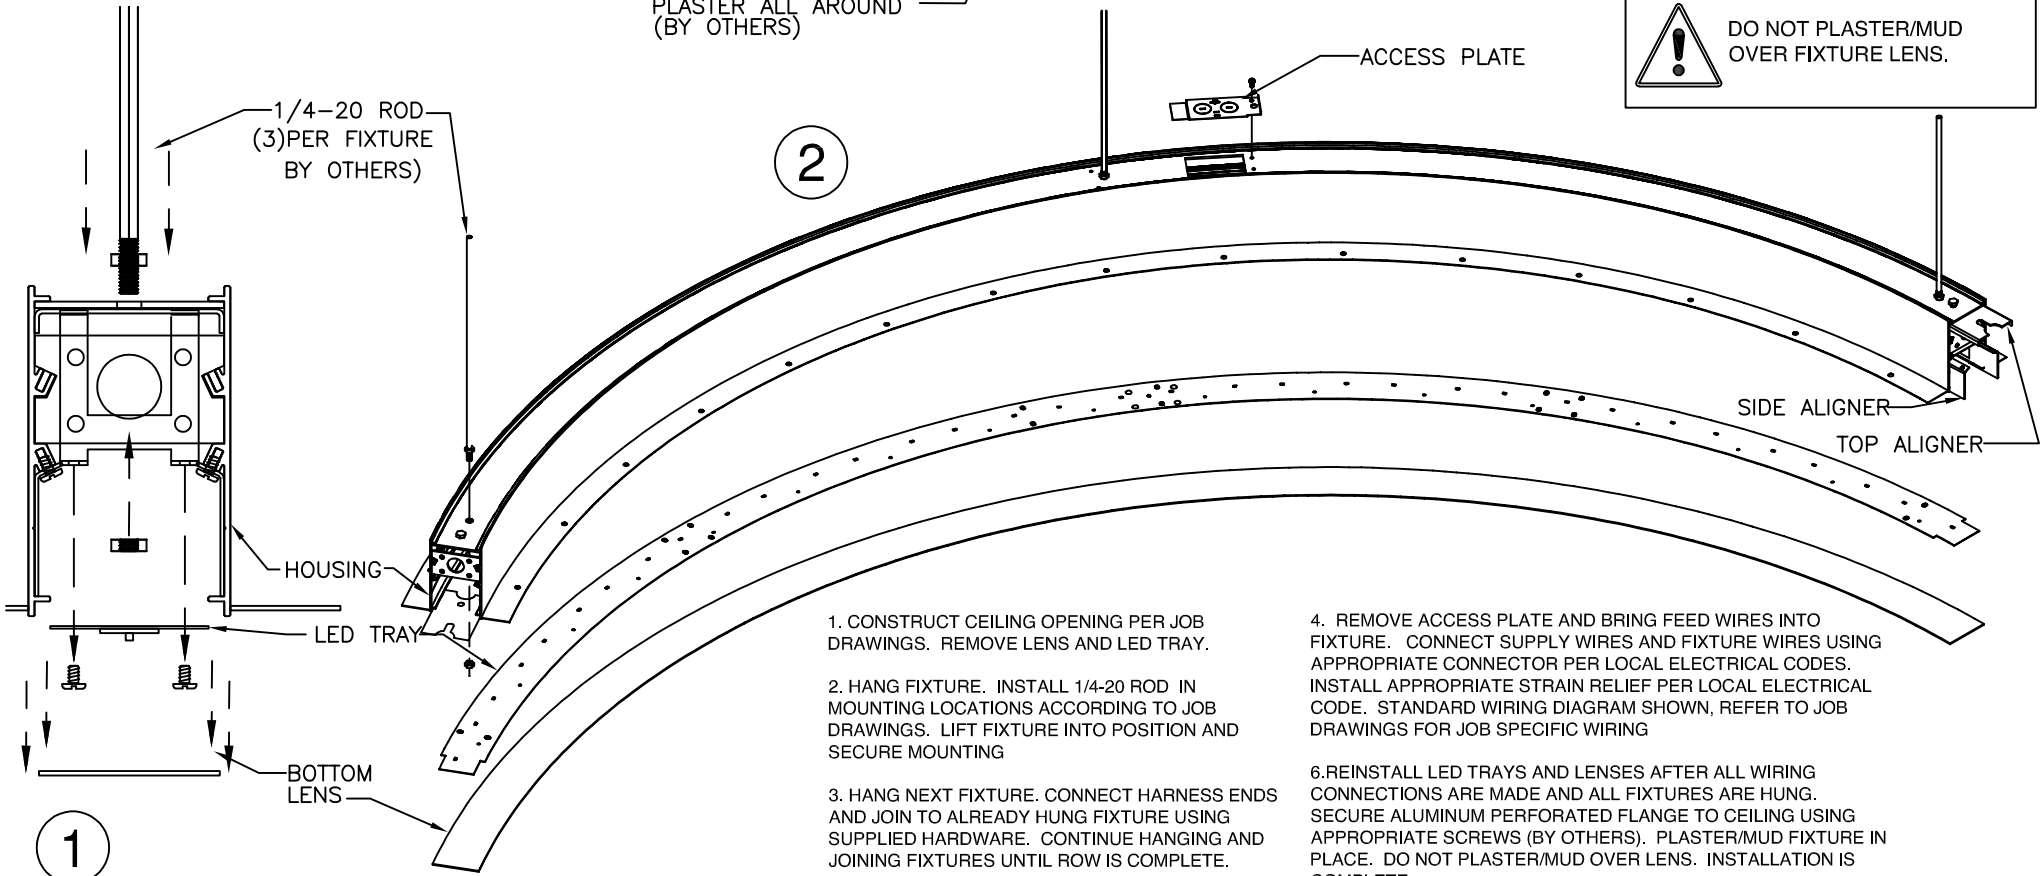 PLASTER ALL AROUND
(BY OTHERS)
DO NOT PLASTER/MUD
OVER FIXTURE LENS.
ACCESS PLATE
1/4-20 ROD
(3)PER FIXTURE
BY OTHERS)
2
SIDE ALIGNER
TOP ALIGNER
HOUSING
LED TRAY
BOTTOM
LENS
1
1. CONSTRUCT CEILING OPENING PER JOB
DRAWINGS. REMOVE LENS AND LED TRAY.
2. HANG FIXTURE. INSTALL 1/4-20 ROD IN
MOUNTING LOCATIONS ACCORDING TO JOB
DRAWINGS. LIFT FIXTURE INTO POSITION AND
SECURE MOUNTING
3. HANG NEXT FIXTURE. CONNECT HARNESS ENDS
AND JOIN TO ALREADY HUNG FIXTURE USING
SUPPLIED HARDWARE. CONTINUE HANGING AND
JOINING FIXTURES UNTIL ROW IS COMPLETE.
4. REMOVE ACCESS PLATE AND BRING FEED WIRES INTO
FIXTURE. CONNECT SUPPLY WIRES AND FIXTURE WIRES USING
APPROPRIATE CONNECTOR PER LOCAL ELECTRICAL CODES.
INSTALL APPROPRIATE STRAIN RELIEF PER LOCAL ELECTRICAL
CODE. STANDARD WIRING DIAGRAM SHOWN, REFER TO JOB
DRAWINGS FOR JOB SPECIFIC WIRING
6.REINSTALL LED TRAYS AND LENSES AFTER ALL WIRING
CONNECTIONS ARE MADE AND ALL FIXTURES ARE HUNG.
SECURE ALUMINUM PERFORATED FLANGE TO CEILING USING
APPROPRIATE SCREWS (BY OTHERS). PLASTER/MUD FIXTURE IN
PLACE. DO NOT PLASTER/MUD OVER LENS. INSTALLATION IS